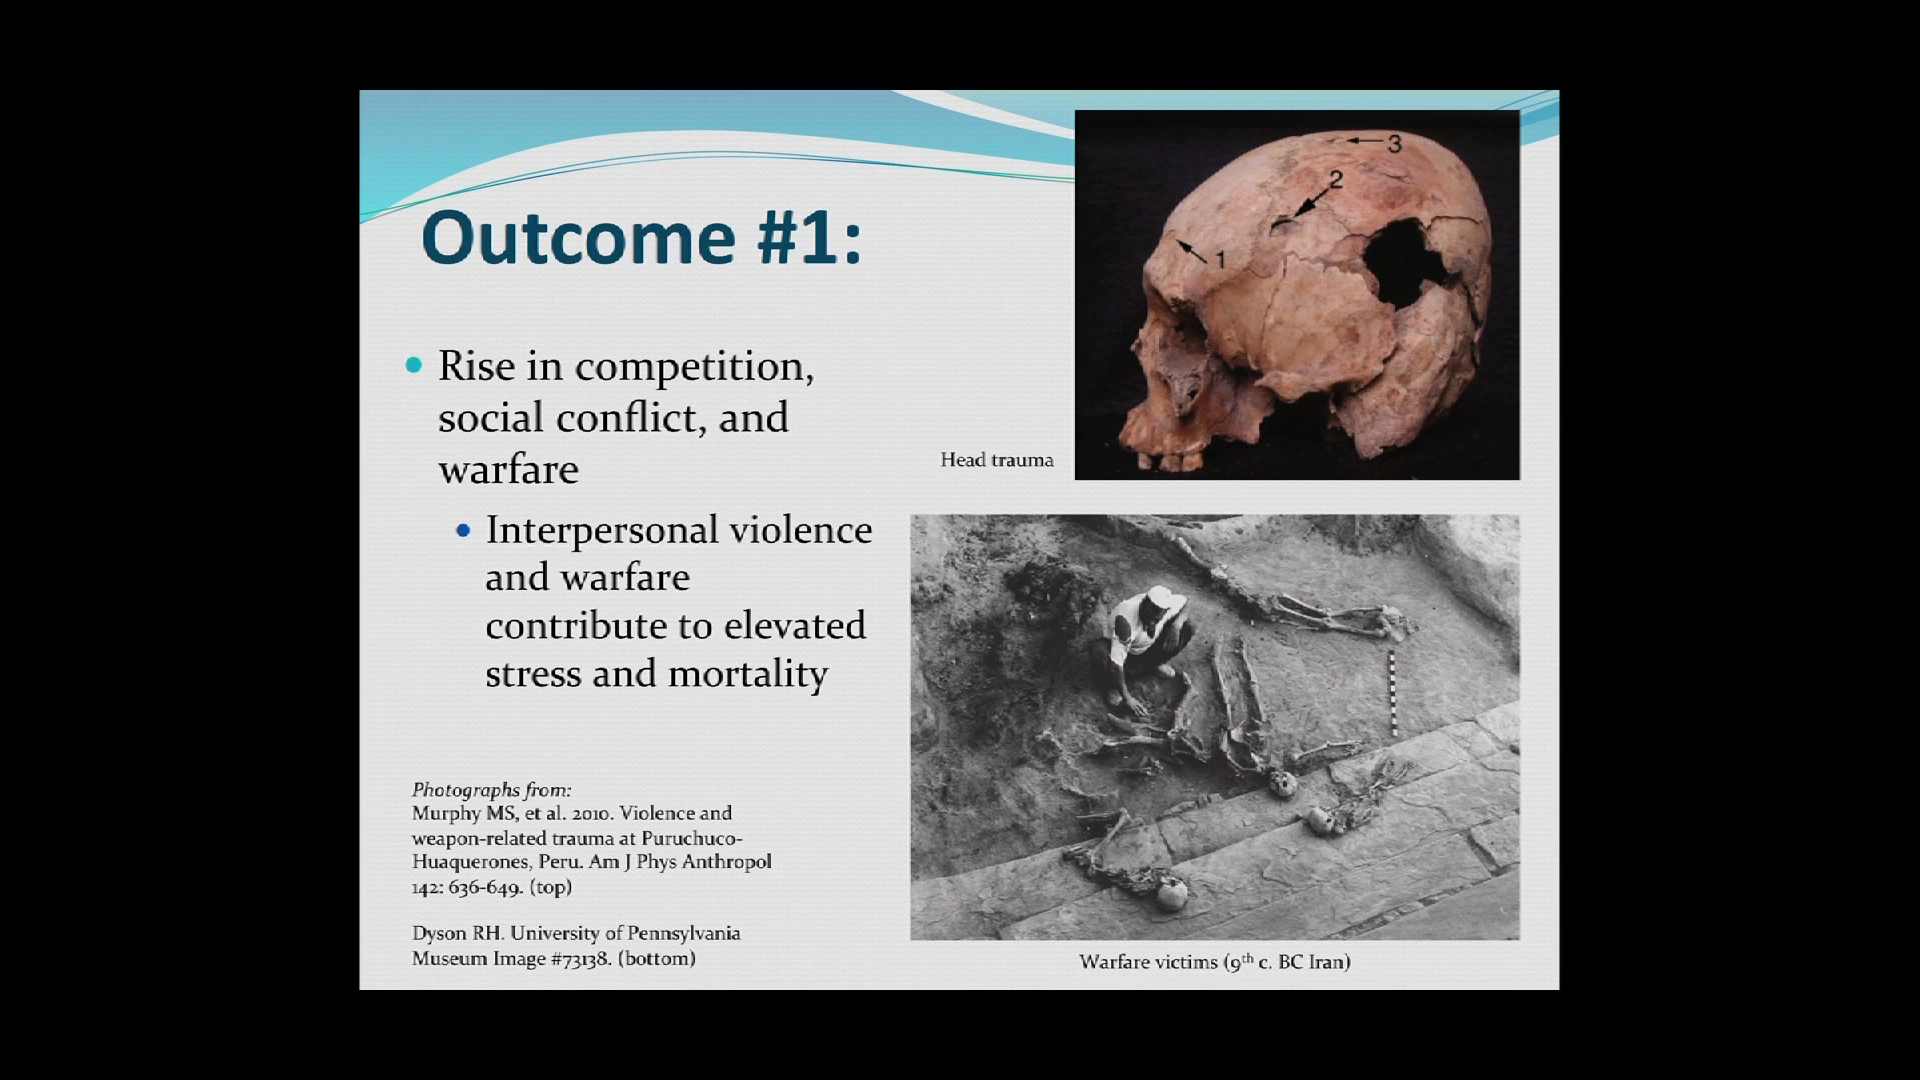 Outcome #1:
Rise in competition,
social conflict, and
warfare
Interpersonal violence
and warfare
contribute to elevated
stress and mortality
Photographs from:
Murphy MS, et al. 2010. Violence and
weapon-related trauma at Puruchuco-
Huaquerones, Peru. Am J Phys Anthropol
142: 636-649. (top)
Dyson RH. University of Pennsylvania
Museum Image #73138. (bottom)
3
2
1
Head trauma
Warfare victims (9th c. BC Iran)